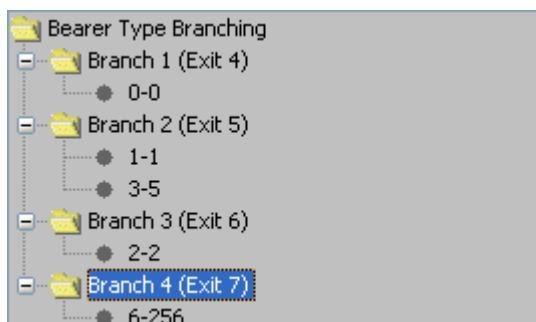 Bearer Type Branching
Branch 1 (Exit 4)
0-0
Branch 2 (Exit 5)
1-1
3-5
Branch 3 (Exit 6)
2-2
Branch 4 (Exit 7)
6-256